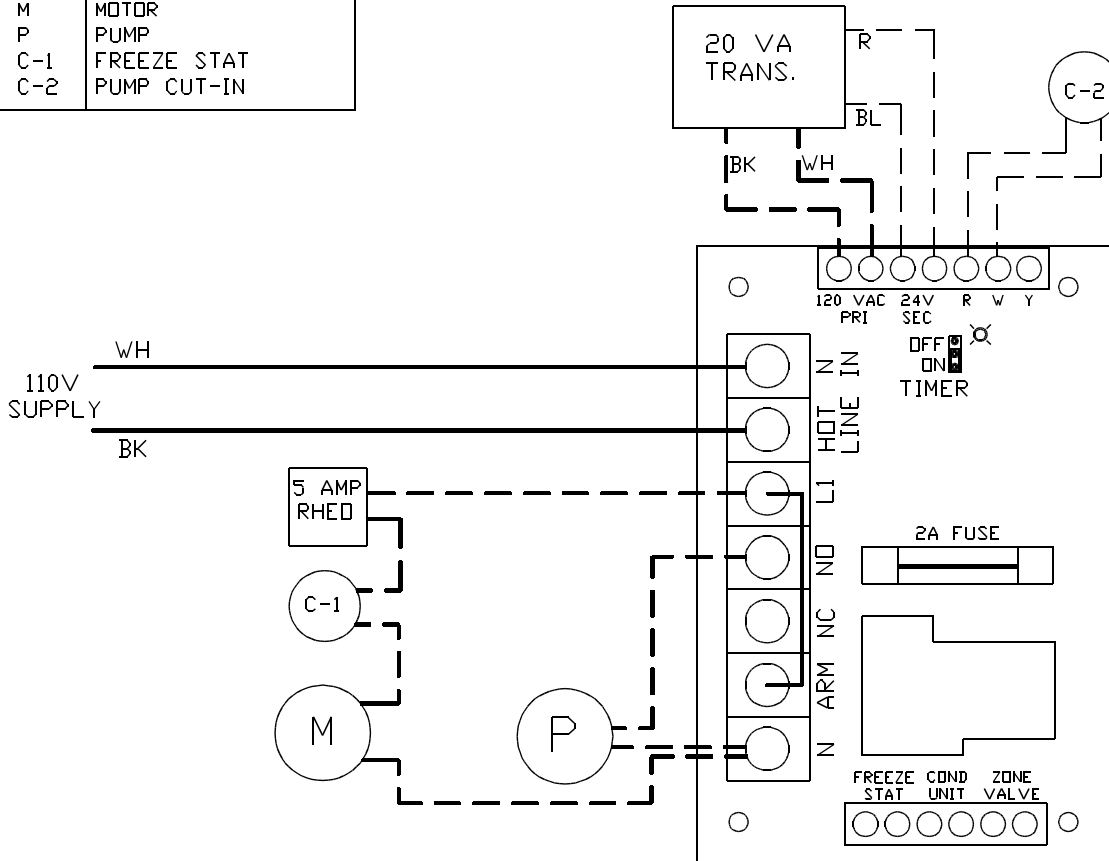 M MOTOR
P PUMP
C-1 FREEZE STAT
C-2 PUMP CUT-IN
20 VA
TRANS.
R
BL
C-2
BK
WH
120 VAC
PRI
24V
SEC
R
W
Y
OFF
ON
TIMER
WH
110V
SUPPLY
BK
N
IN
HOT
LINE
L1
NO
NC
ARM
N
5 AMP
RHEO
C-1
M
P
2A FUSE
FREEZE
STAT
COND
UNIT
ZONE
VALVE